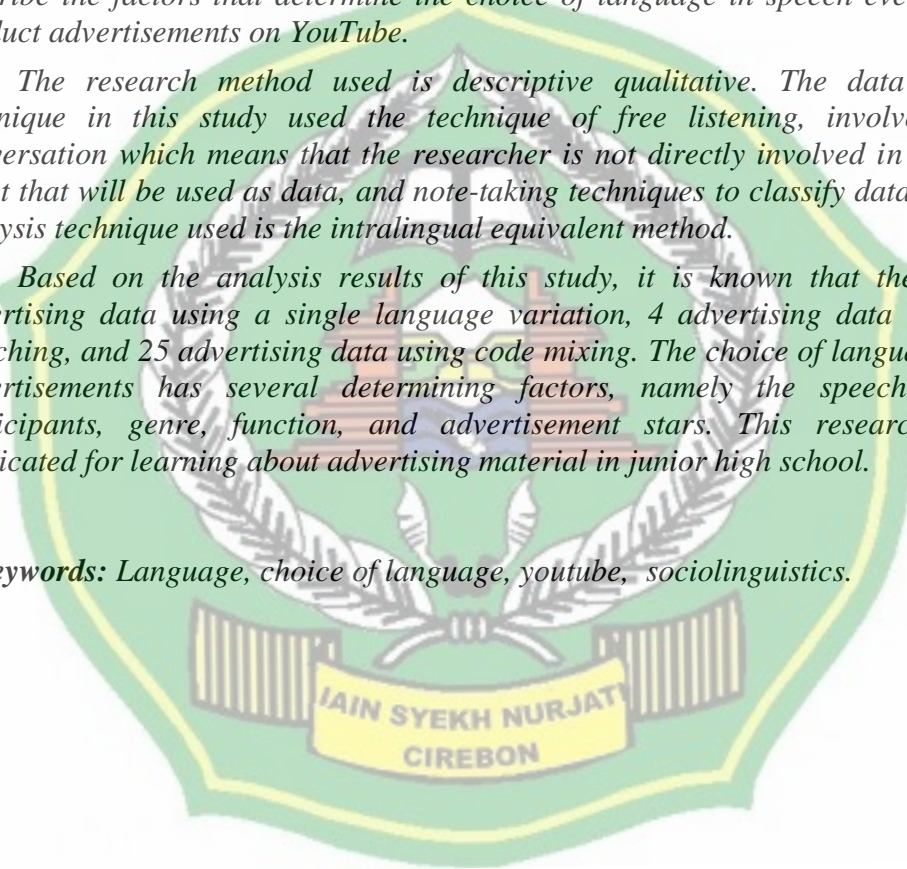 cribe the factors that determine the choice of language in speech eve
duct advertisements on YouTube.
The research method used is descriptive qualitative. The data
nique in this study used the technique of free listening, involv
versation which means that the researcher is not directly involved in
t that will be used as data, and note-taking techniques to classify data
ysis technique used is the intralingual equivalent method.
Based on the analysis results of this study, it is known that the
ertising data using a single language variation, 4 advertising data
ching, and 25 advertising data using code mixing. The choice of langua
ertisements has several determining factors, namely the speech
icipants, genre, function, and advertisement stars. This researc
icated for learning about advertising material in junior high school.
eywords: Language, choice of language, youtube, sociolinguistics.
IAIN SYEKH NURJATI
CIREBON